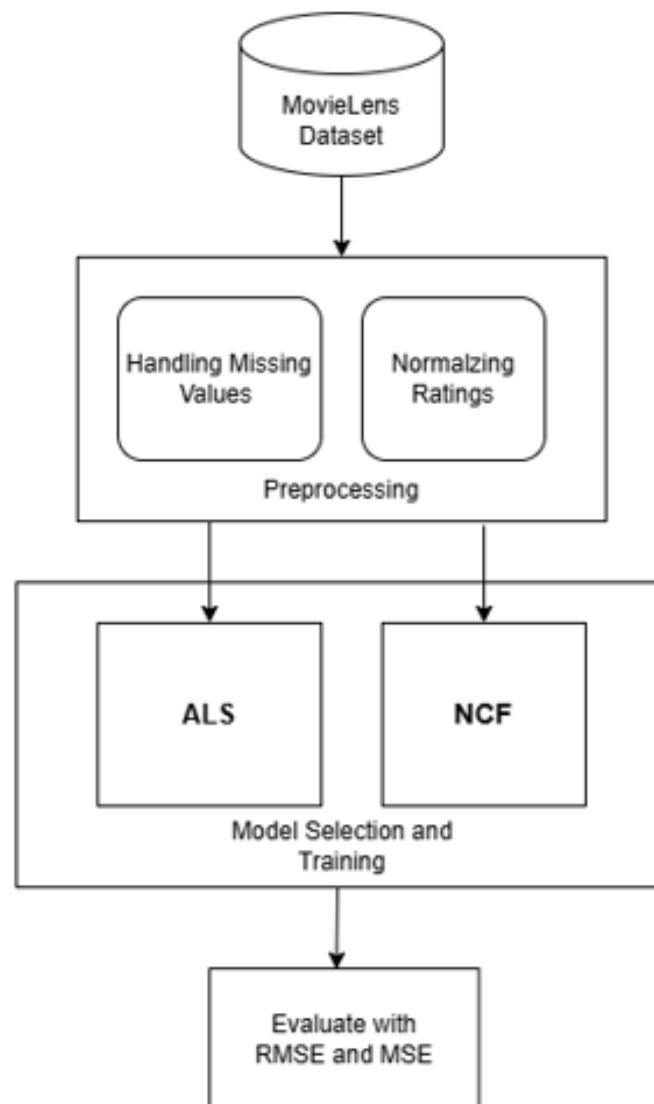 MovieLens
Dataset
Handling Missing
Values
Normalzing
Ratings
Preprocessing
ALS
NCF
Model Selection and
Training
Evaluate with
RMSE and MSE